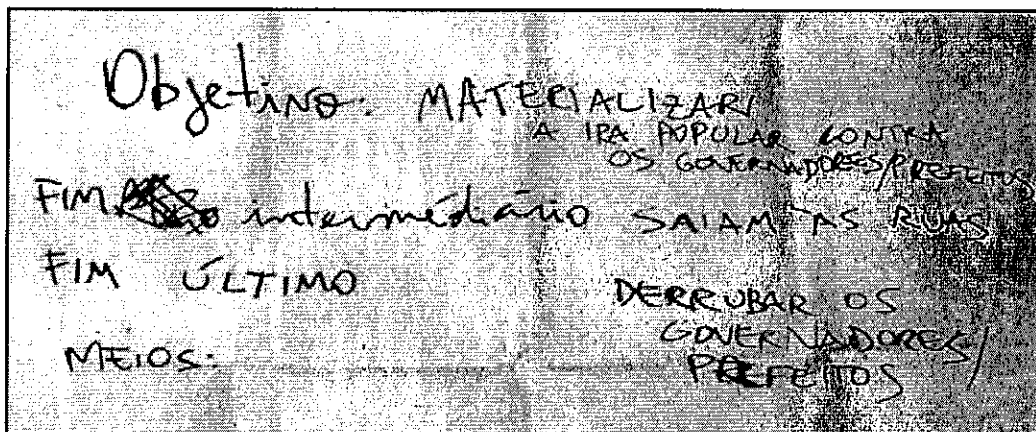 Objetivo: MATERIALIZAR
A IRA POPULAR CONTRA
OS GOVERNADORES/PREFEITOS
FIM intermediário SAIAM ÀS RUAS
FIM ÚLTIMO
DERRUBAR OS
GOVERNADORES/
PREFEITOS
MEIOS: